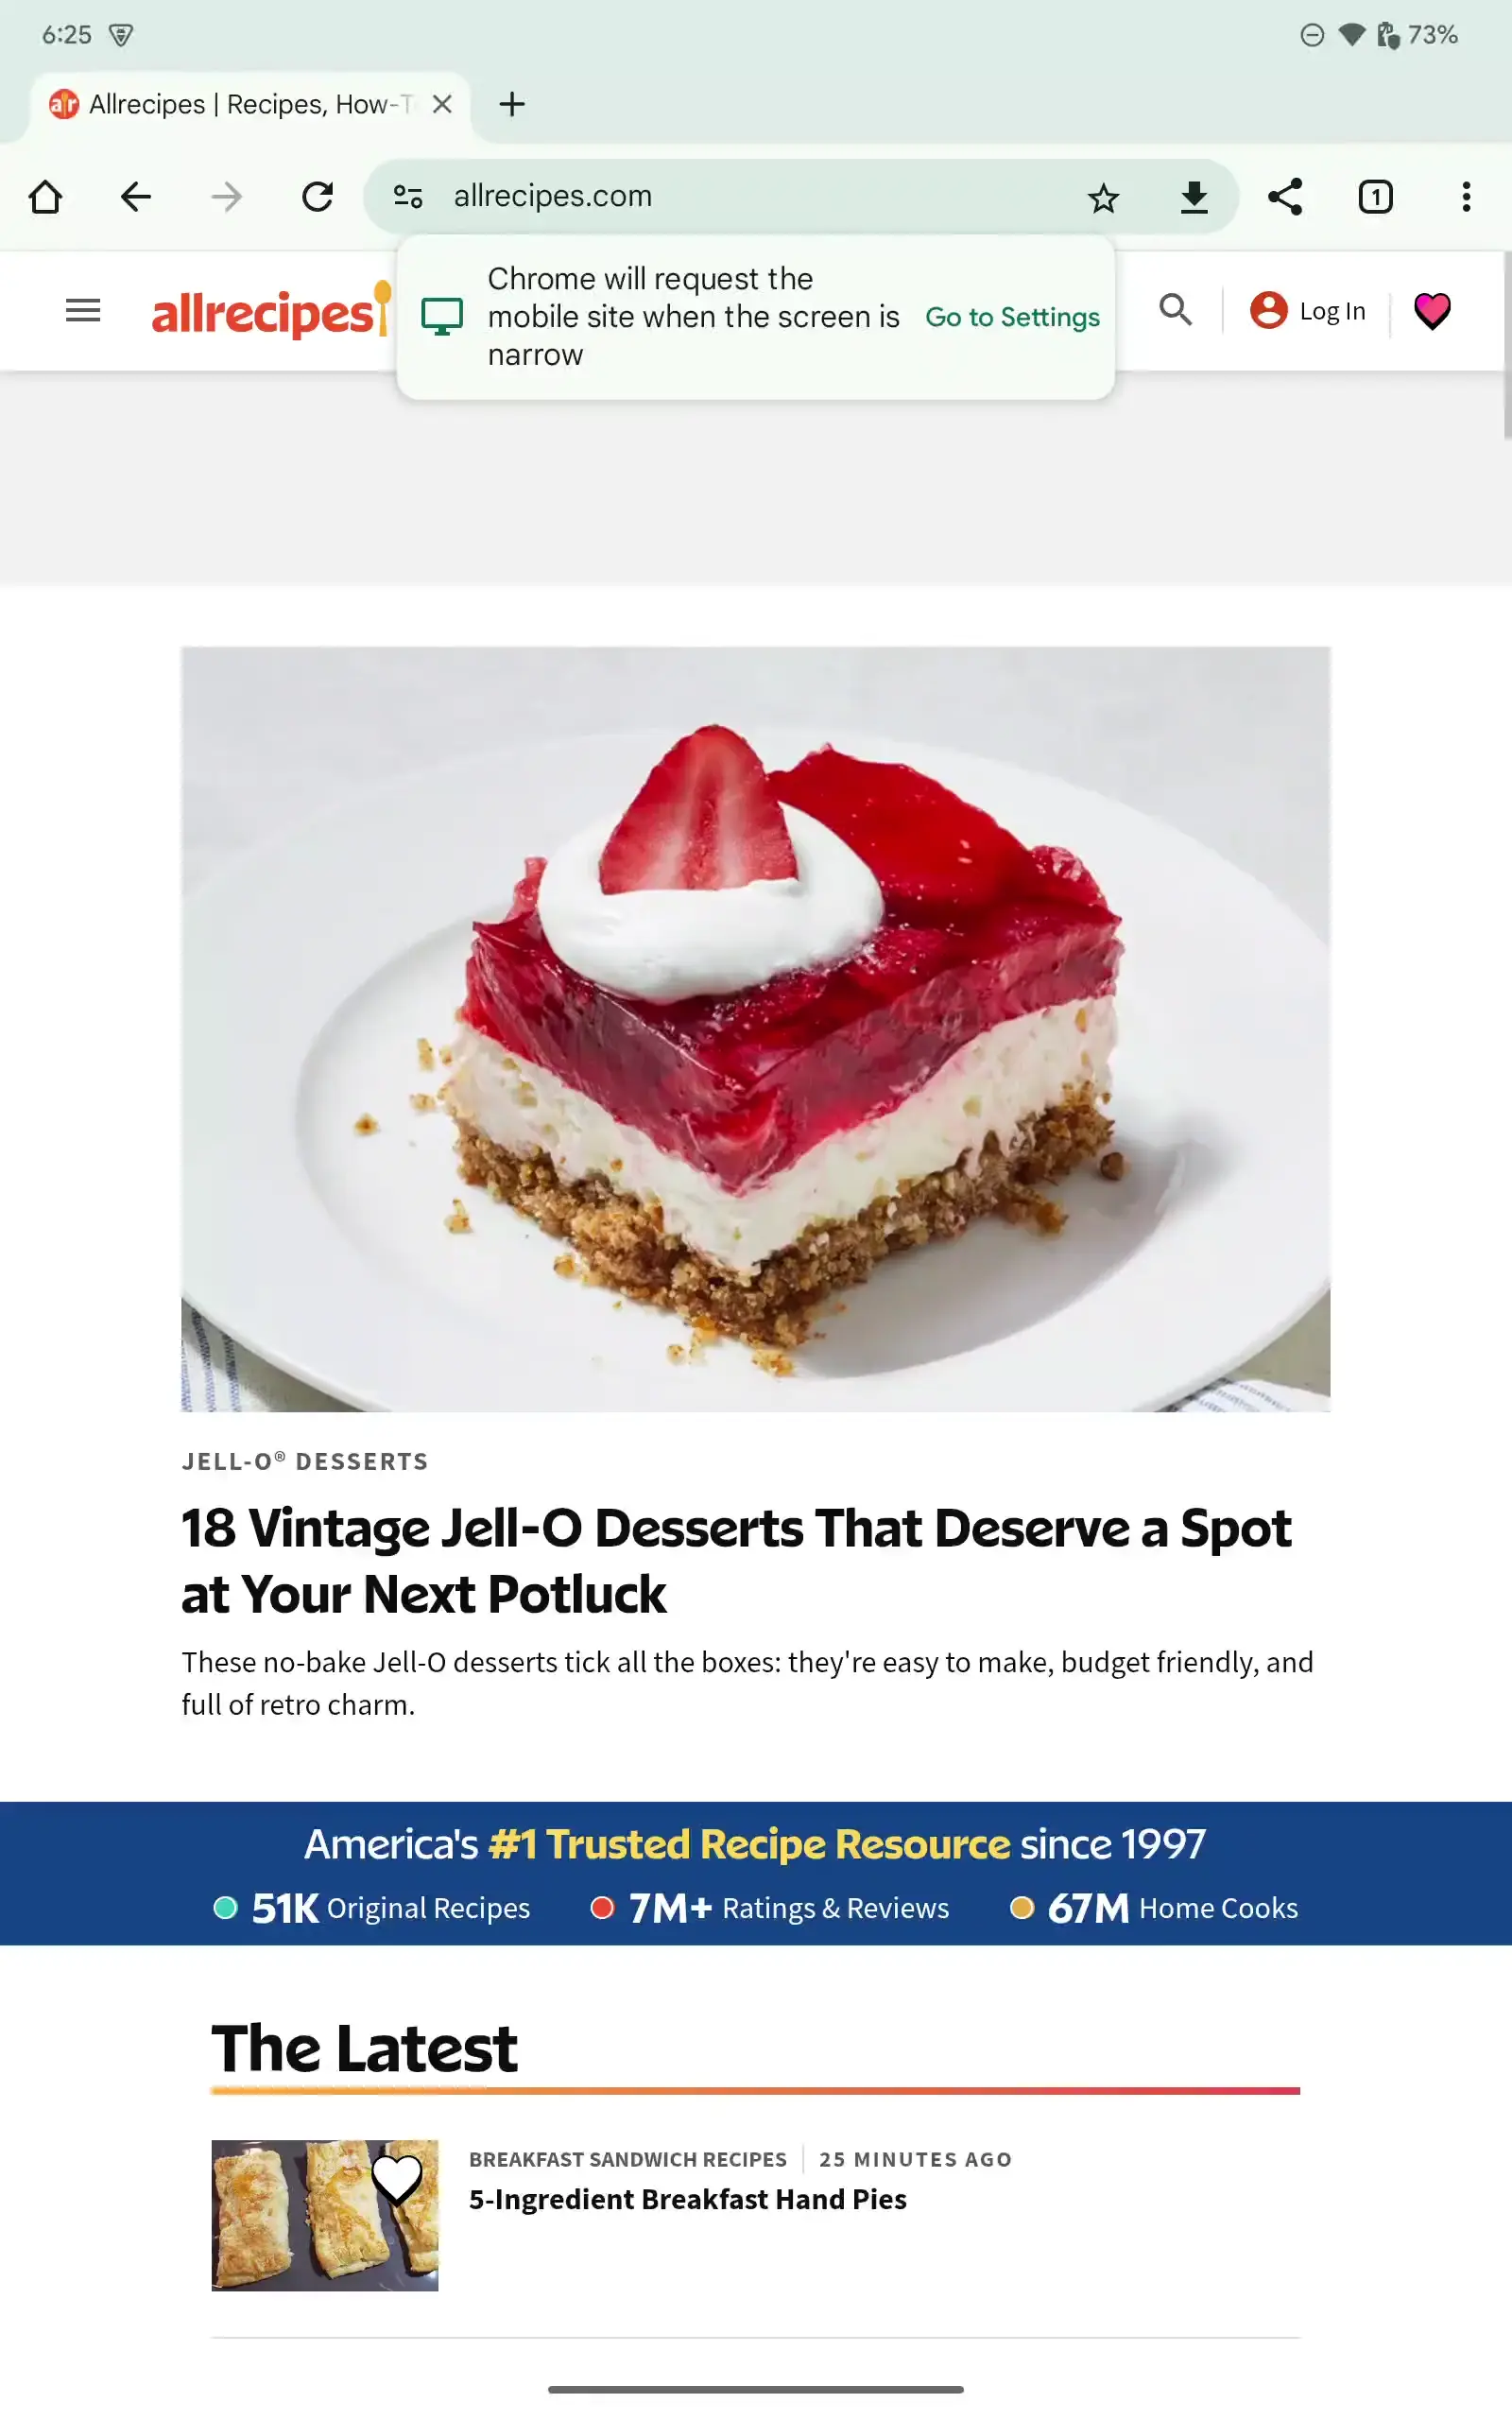 6:25
73%
Allrecipes | Recipes, How-T
allrecipes.com
1
Chrome will request the
mobile site when the screen is
narrow
Go to Settings
allrecipes
Log In
JELL-O® DESSERTS
18 Vintage Jell-O Desserts That Deserve a Spot
at Your Next Potluck
These no-bake Jell-O desserts tick all the boxes: they're easy to make, budget friendly, and
full of retro charm.
America's #1 Trusted Recipe Resource since 1997
51K Original Recipes
7M+ Ratings & Reviews
67M Home Cooks
The Latest
BREAKFAST SANDWICH RECIPES
25 MINUTES AGO
5-Ingredient Breakfast Hand Pies